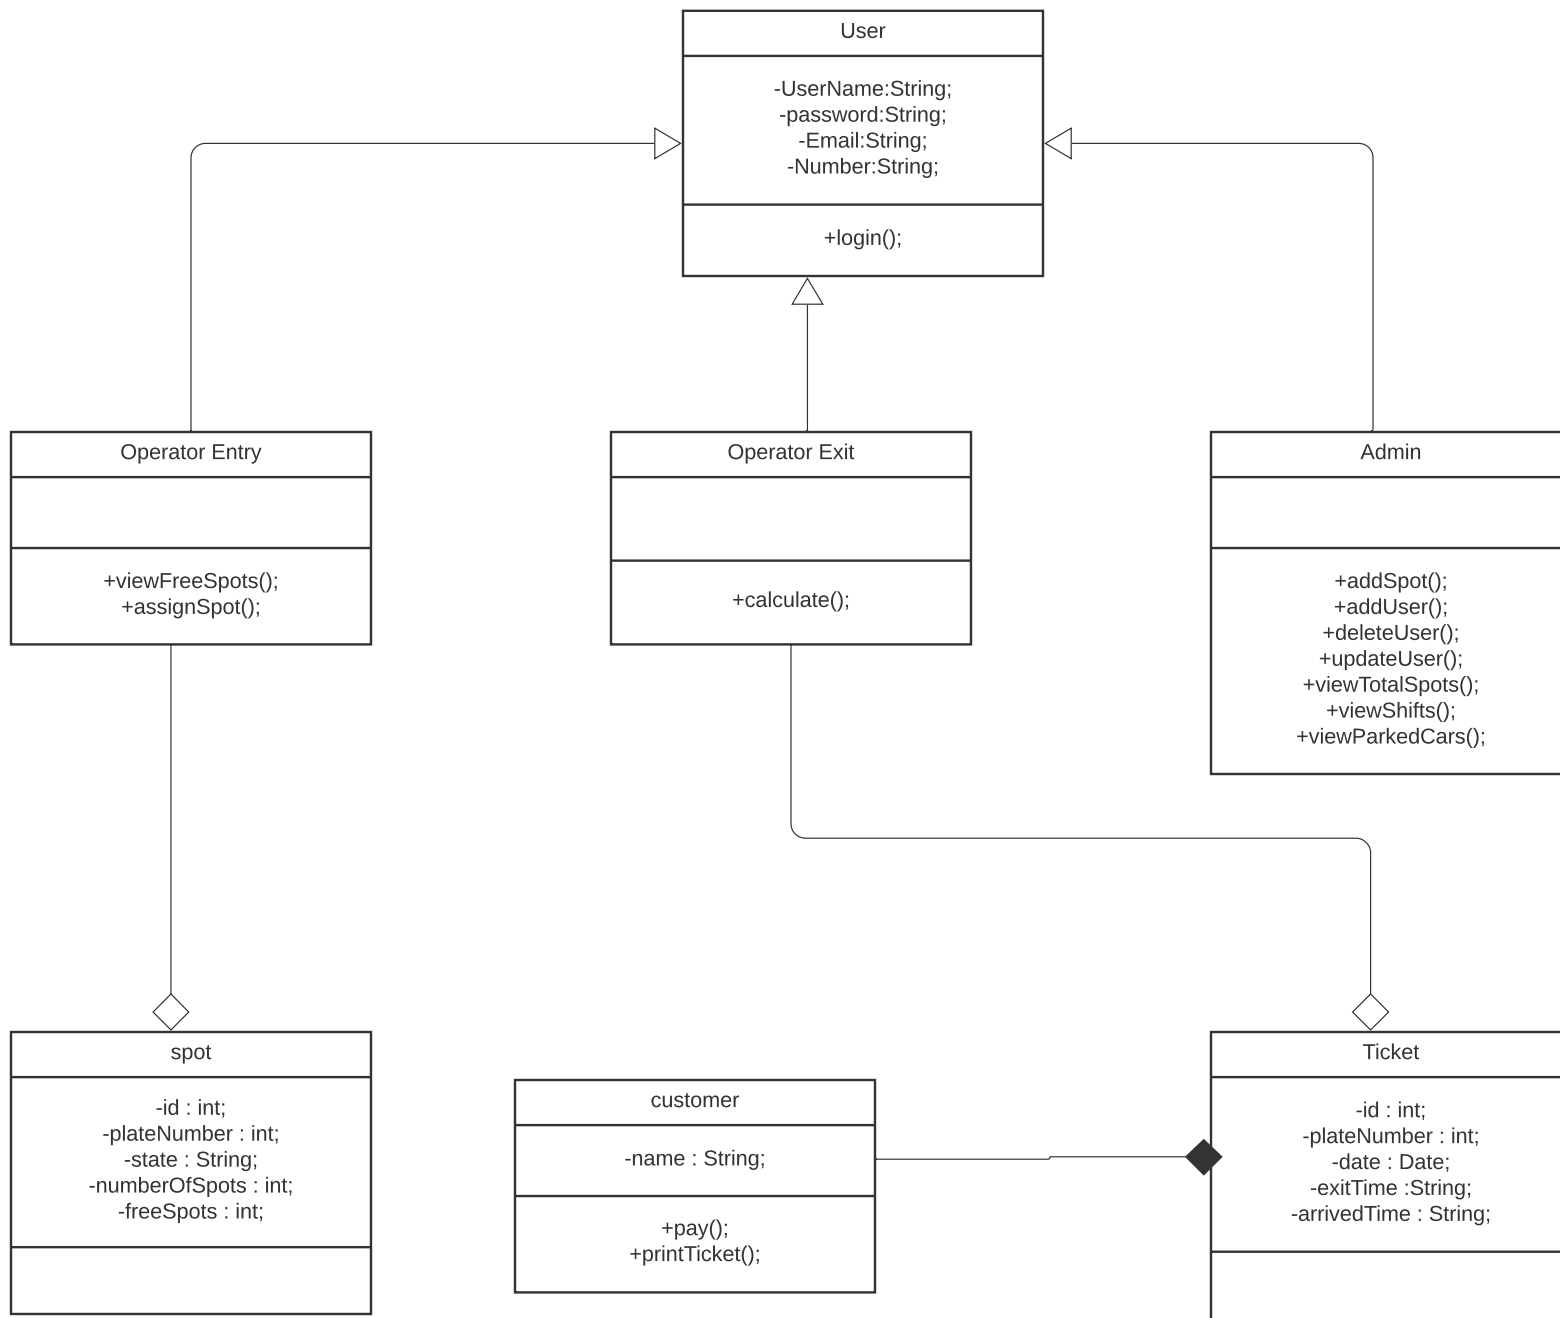 User
-UserName:String;
-password:String;
-Email:String;
-Number:String;
+login();
Operator Entry
+viewFreeSpots();
+assignSpot();
Operator Exit
+calculate();
Admin
+addSpot();
+addUser();
+deleteUser();
+updateUser();
+viewTotalSpots();
+viewShifts();
+viewParkedCars();
spot
-id : int;
-plateNumber : int;
-state : String;
-numberOfSpots : int;
-freeSpots : int;
customer
-name : String;
+pay();
+printTicket();
Ticket
-id : int;
-plateNumber : int;
-date : Date;
-exitTime :String;
-arrivedTime : String;